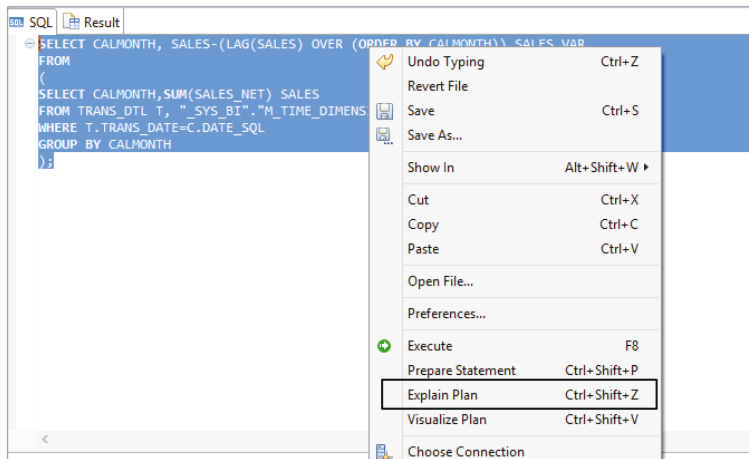 SQL Result
SELECT CALMONTH, SALES-(LAG(SALES) OVER (ORDER BY CALMONTH)) SALES_VAR
FROM
(
SELECT CALMONTH,SUM(SALES_NET) SALES
FROM TRANS_DTL T, "_SYS_BI"."M_TIME_DIMENSI
WHERE T.TRANS_DATE=C.DATE_SQL
GROUP BY CALMONTH
);
Undo Typing Ctrl+Z
Revert File
Save Ctrl+S
Save As...
Show In Alt+Shift+W
Cut Ctrl+X
Copy Ctrl+C
Paste Ctrl+V
Open File...
Preferences...
Execute F8
Prepare Statement Ctrl+Shift+P
Explain Plan Ctrl+Shift+Z
Visualize Plan Ctrl+Shift+V
Choose Connection